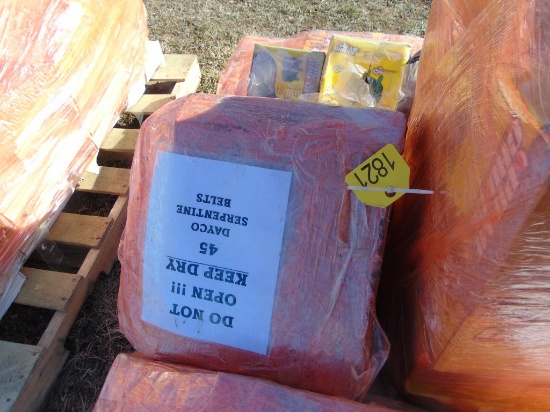 DO NOT
OPEN !!!
KEEP DRY
45
DAYCO
SERPENTINE
BELTS
1821